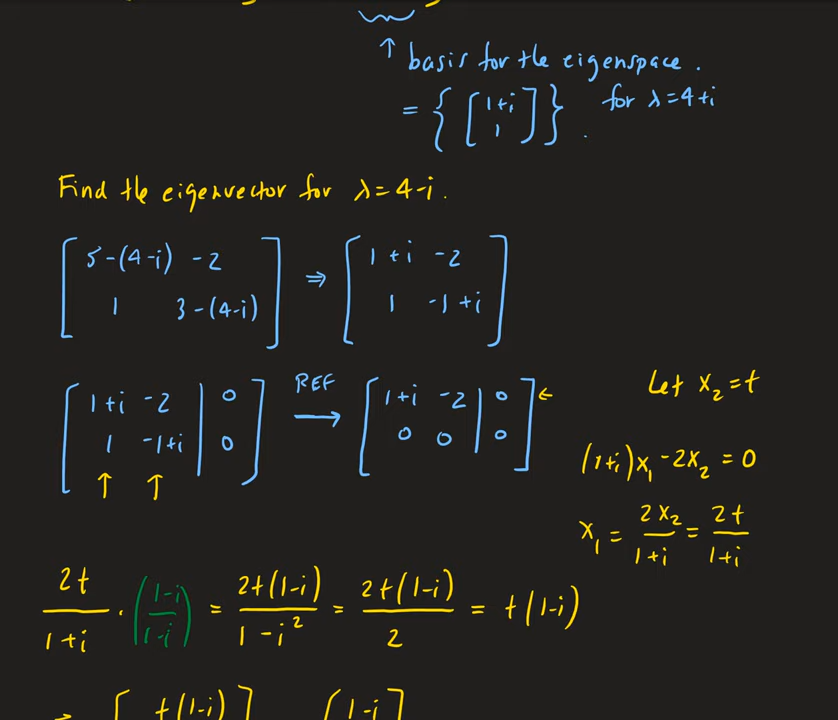 ↑ basis for the eigenspace.
= { [ 1+i
1 ] } for λ=4+i
.
Find the eigenvector for λ=4-i.
[ 5-(4-i) -2
1 3-(4-i) ] ⇒ [ 1+i -2
1 -1+i ]
[ 1+i -2 | 0
1 -1+i | 0 ] REF → [ 1+i -2 | 0
0 0 | 0 ] ←
↑ ↑
Let x₂=t
(1+i)x₁-2x₂=0
x₁ = 2x₂/1+i = 2t/1+i
2t/1+i · (1-i/1-i) = 2t(1-i)/1-i² = 2t(1-i)/2 = t(1-i)
[ t(1-i) ] [ 1-i ]